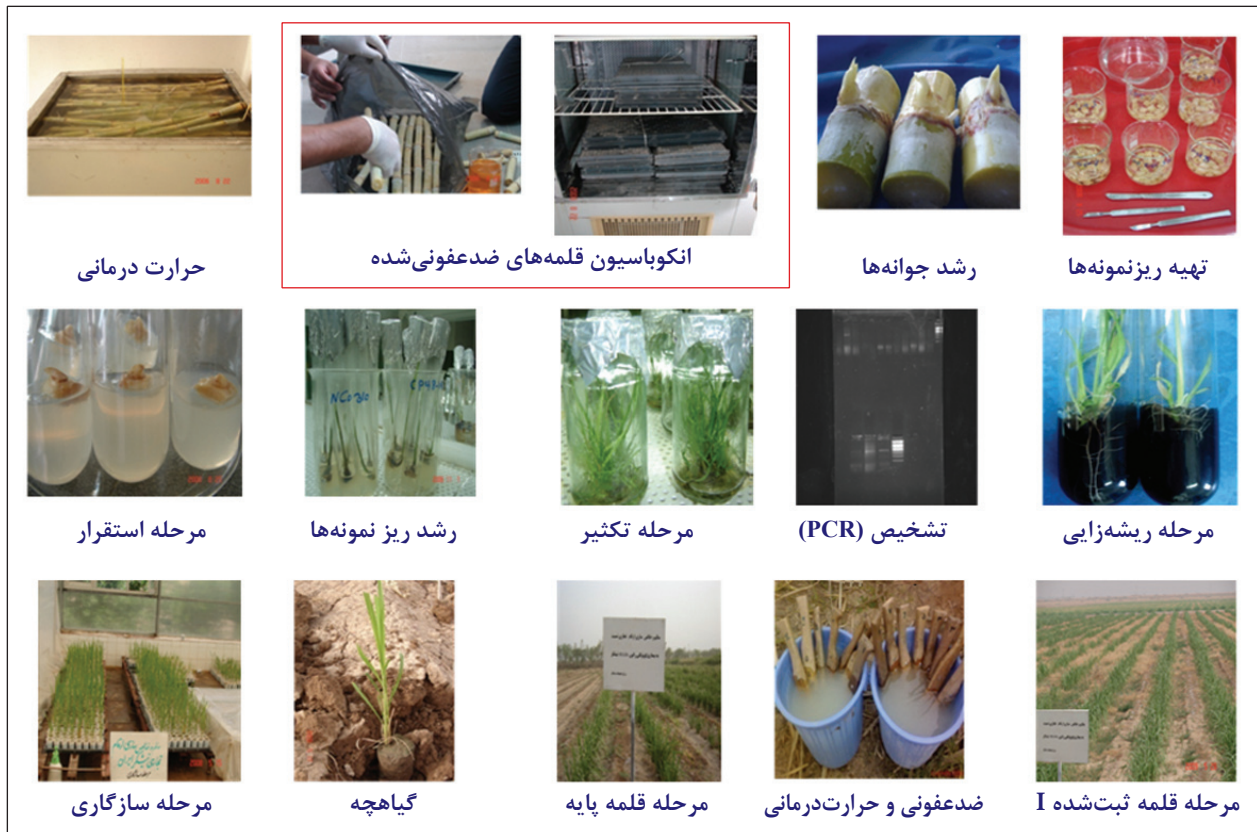 حرارت درمانی
انکوباسیون قلمه‌های ضدعفونی‌شده
رشد جوانه‌ها
تهیه ریزنمونه‌ها
NCo310
CP48
مرحله استقرار
رشد ریز نمونه‌ها
مرحله تکثیر
تشخیص (PCR)
مرحله ریشه‌زایی
مرحله سازگاری
گیاهچه
مرحله قلمه پایه
ضدعفونی و حرارت‌درمانی
مرحله قلمه ثبت‌شده I